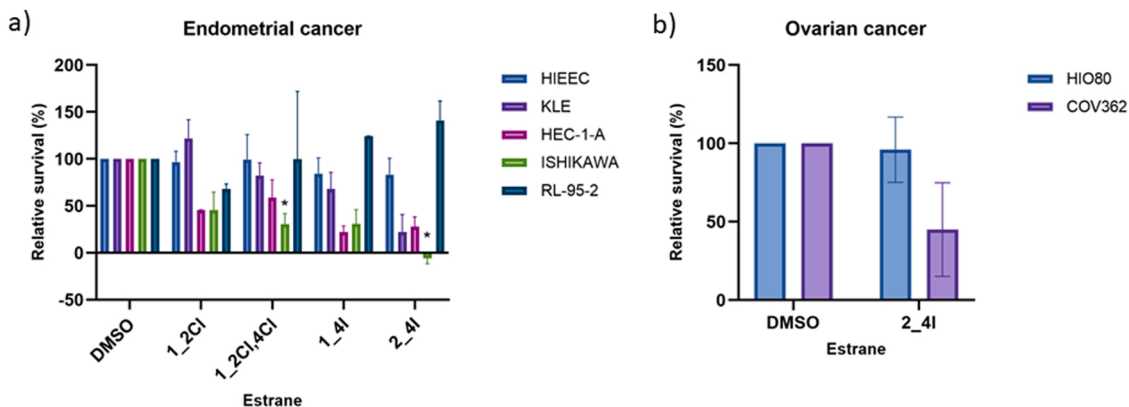 a)
Endometrial cancer
Relative survival (%)
200
150
100
50
0
-50
DMSO
1_2Cl
1_2Cl,4Cl
1_4I
2_4I
*
*
Estrane
HIEEC
KLE
HEC-1-A
ISHIKAWA
RL-95-2
b)
Ovarian cancer
Relative survival (%)
150
100
50
0
DMSO
2_4I
Estrane
HIO80
COV362